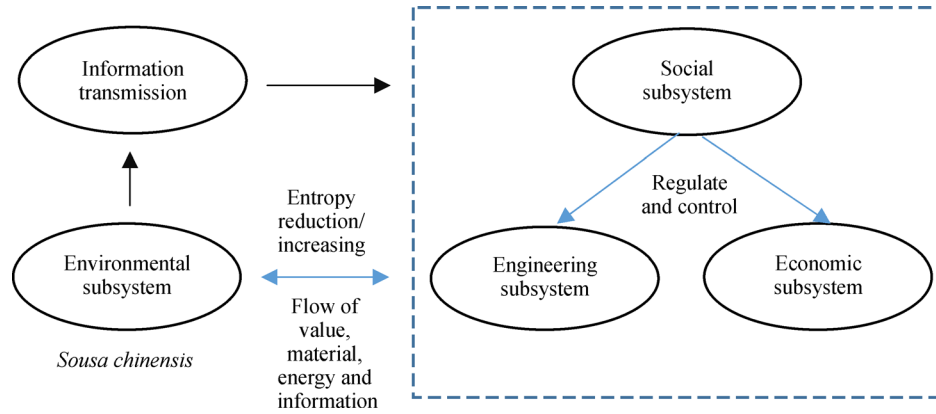 Information
transmission
Social
subsystem
Regulate
and control
Entropy
reduction/
increasing
Environmental
subsystem
Engineering
subsystem
Economic
subsystem
Flow of
value,
material,
energy and
information
Sousa chinensis